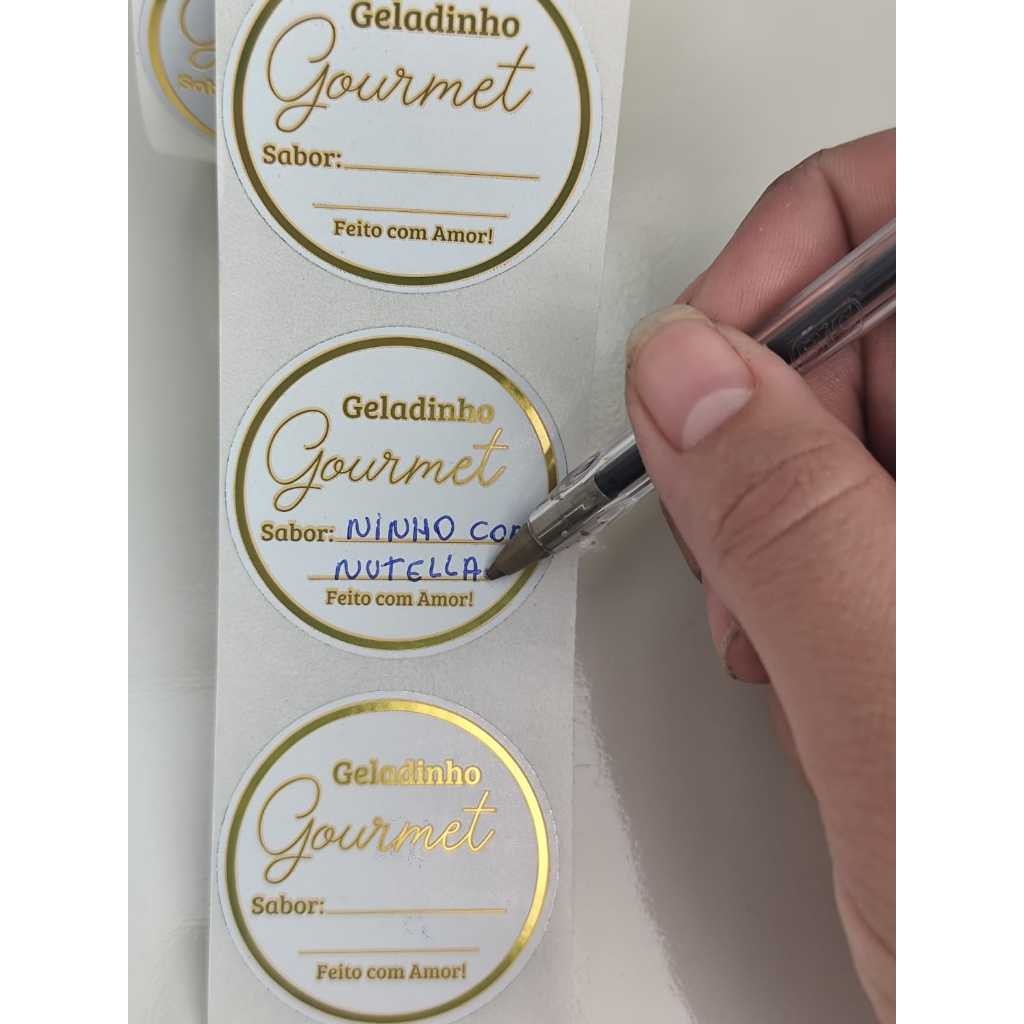 Geladinho
Gourmet
Sabor:
Feito com Amor!
Geladinho
Gourmet
Sabor: NINHO
NUTELLA
Feito com Amor!
Geladinho
Gourmet
Sabor:
Feito com Amor!